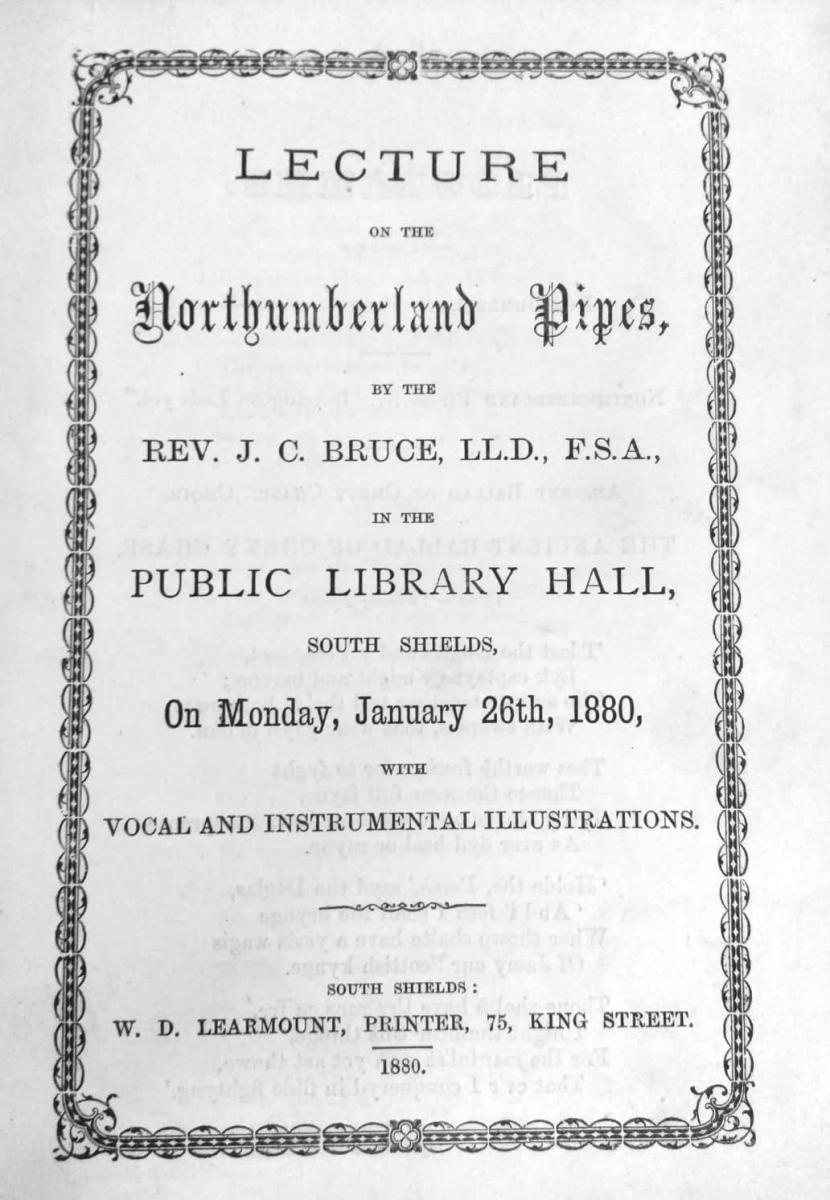 LECTURE
ON THE
Northumberland Pipes,
BY THE
REV. J. C. BRUCE, LL.D., F.S.A.,
IN THE
PUBLIC LIBRARY HALL,
SOUTH SHIELDS,
On Monday, January 26th, 1880,
WITH
VOCAL AND INSTRUMENTAL ILLUSTRATIONS.
SOUTH SHIELDS:
W. D. LEARMOUNT, PRINTER, 75, KING STREET.
1880.